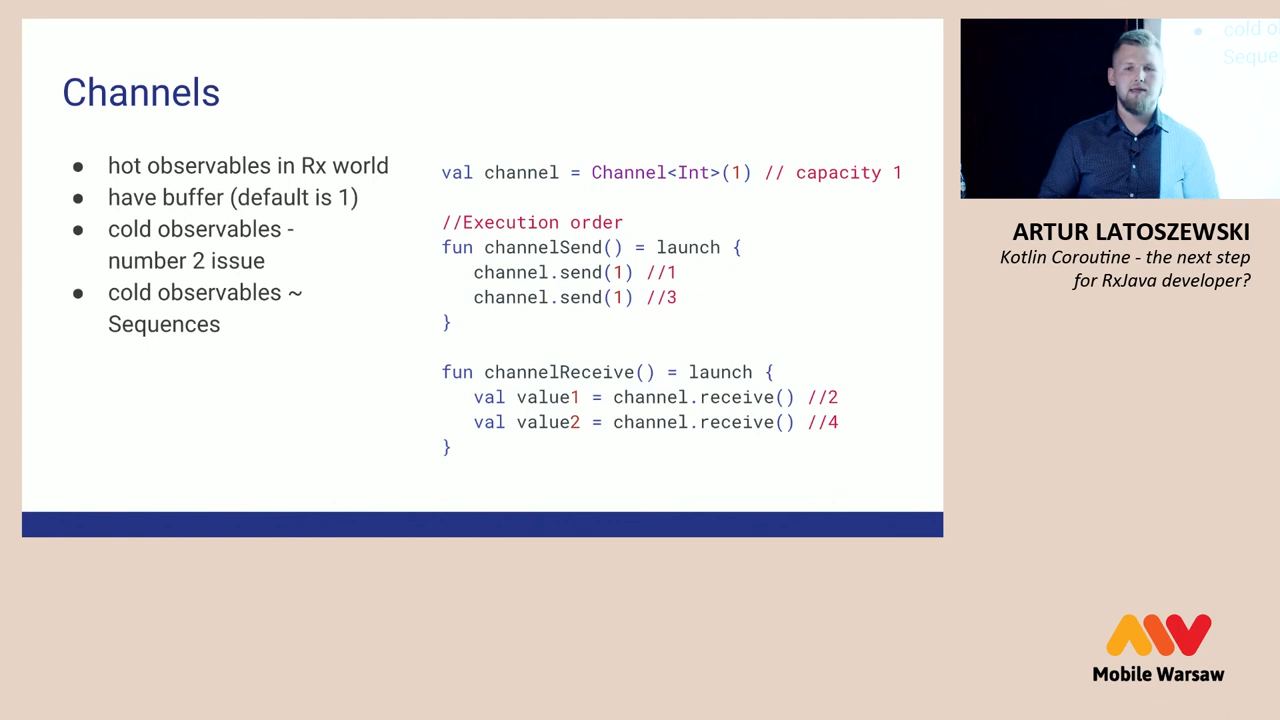 Channels
● hot observables in Rx world
● have buffer (default is 1)
● cold observables -
number 2 issue
● cold observables ~
Sequences
val channel = Channel<Int>(1) // capacity 1
//Execution order
fun channelSend() = launch {
channel.send(1) //1
channel.send(1) //3
}
fun channelReceive() = launch {
val value1 = channel.receive() //2
val value2 = channel.receive() //4
}
● cold o
Seque
ARTUR LATOSZEWSKI
Kotlin Coroutine - the next step
for RxJava developer?
Mobile Warsaw